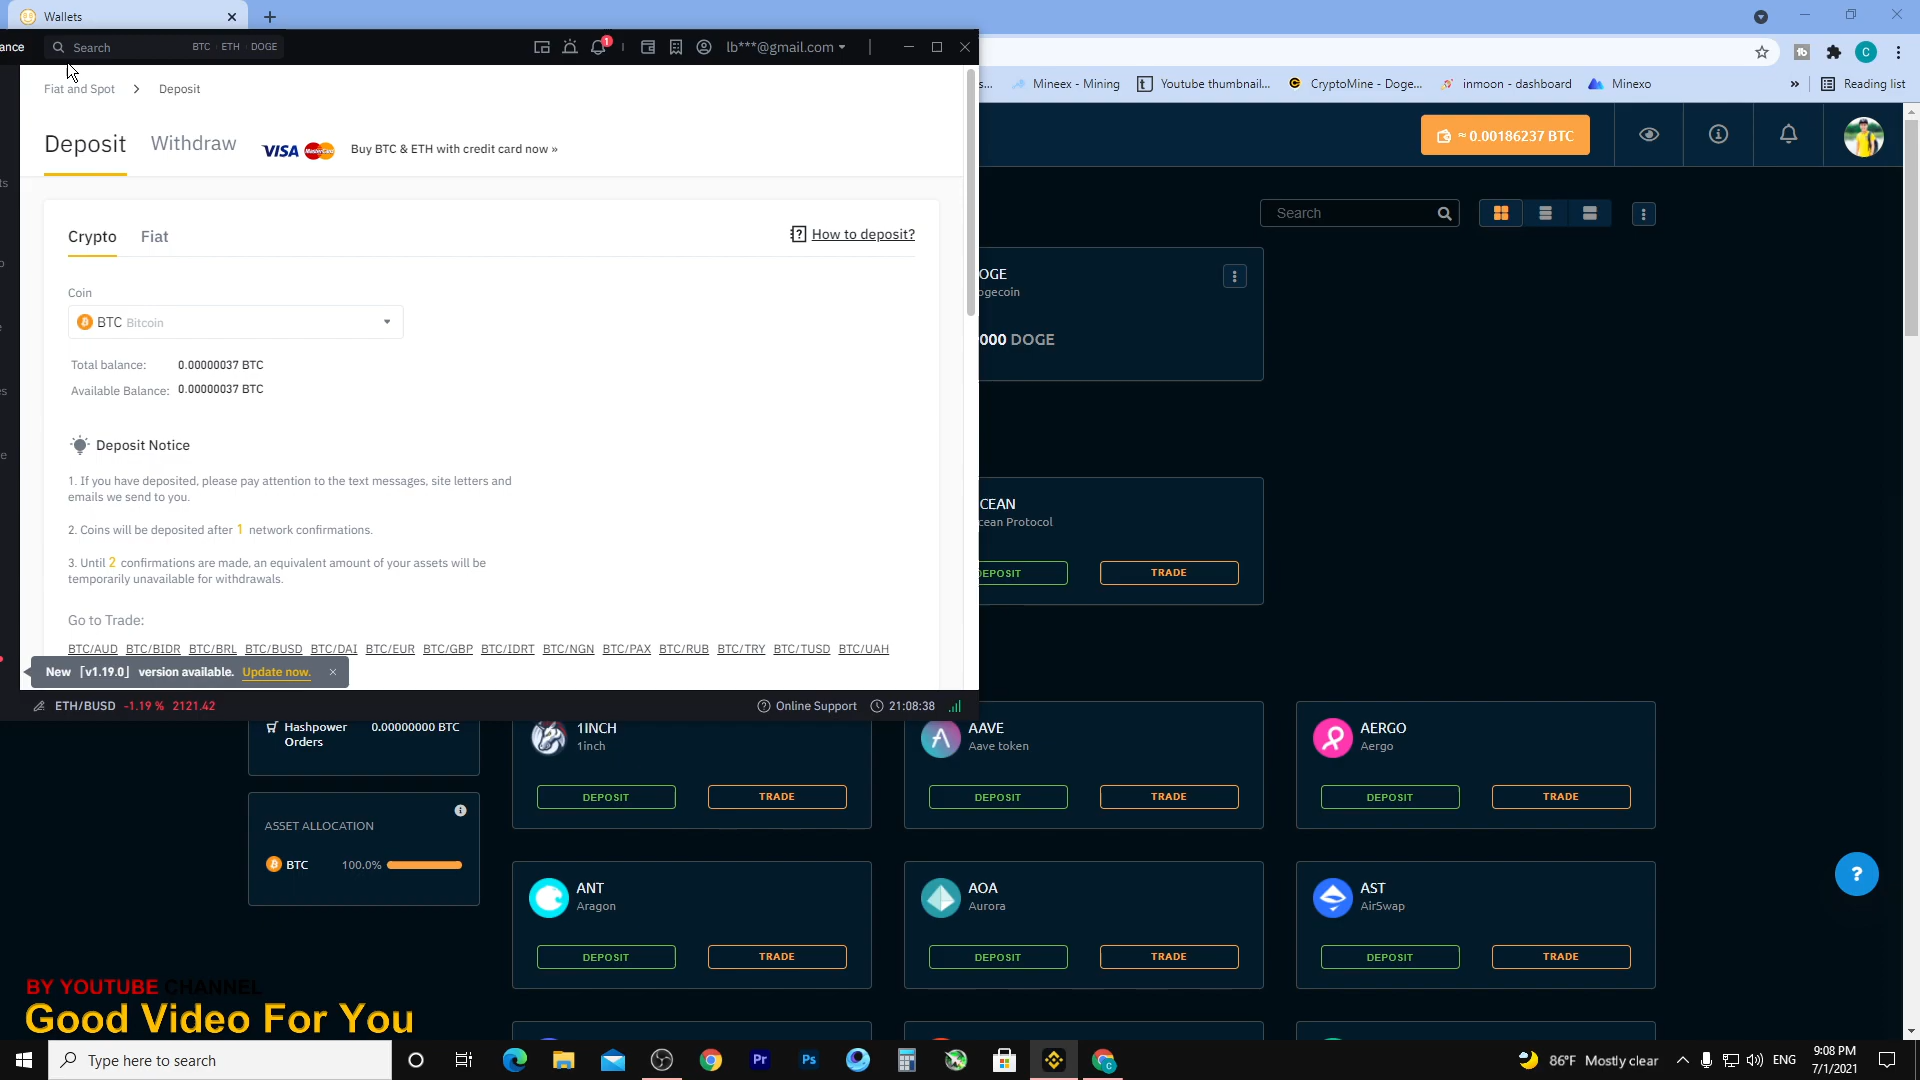 Wallets
ance
Search
BTC ETH DOGE
1
lb***@gmail.com
s...
Mineex - Mining
Youtube thumbnail...
CryptoMine - Doge...
inmoon - dashboard
Minexo
»
Reading list
C
Fiat and Spot > Deposit
Deposit
Withdraw
VISA
MasterCard
Buy BTC & ETH with credit card now »
≈ 0.00186237 BTC
Crypto
Fiat
How to deposit?
Search
OGE
ogecoin
000 DOGE
Coin
BTC Bitcoin
Total balance: 0.00000037 BTC
Available Balance: 0.00000037 BTC
Deposit Notice
1. If you have deposited, please pay attention to the text messages, site letters and
emails we send to you.
2. Coins will be deposited after 1 network confirmations.
3. Until 2 confirmations are made, an equivalent amount of your assets will be
temporarily unavailable for withdrawals.
CEAN
cean Protocol
DEPOSIT
TRADE
Go to Trade:
BTC/AUD BTC/BIDR BTC/BRL BTC/BUSD BTC/DAI BTC/EUR BTC/GBP BTC/IDRT BTC/NGN BTC/PAX BTC/RUB BTC/TRY BTC/TUSD BTC/UAH
New「v1.19.0」 version available. Update now.
ETH/BUSD -1.19 % 2121.42
Online Support
21:08:38
Hashpower
Orders
0.00000000 BTC
1INCH
1inch
DEPOSIT
TRADE
AAVE
Aave token
DEPOSIT
TRADE
AERGO
Aergo
DEPOSIT
TRADE
ASSET ALLOCATION
BTC 100.0%
ANT
Aragon
DEPOSIT
TRADE
AOA
Aurora
DEPOSIT
TRADE
AST
AirSwap
DEPOSIT
TRADE
?
BY YOUTUBE CHANNEL
Good Video For You
Type here to search
Pr
Ps
86°F Mostly clear
ENG
9:08 PM
7/1/2021